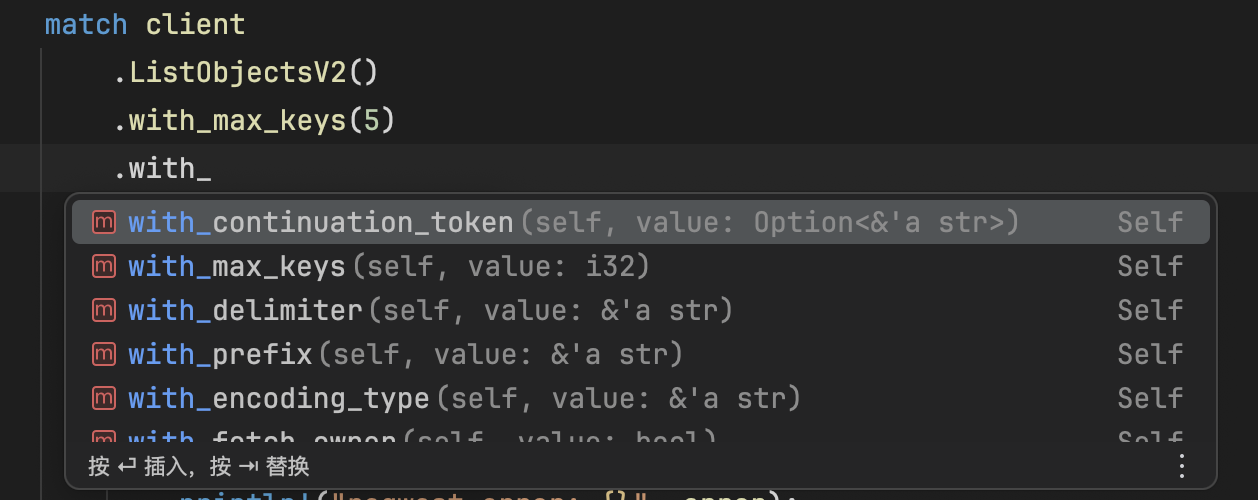 match client
.ListObjectsV2()
.with_max_keys(5)
.with_
with_continuation_token(self, value: Option<&'a str>) Self
with_max_keys(self, value: i32) Self
with_delimiter(self, value: &'a str) Self
with_prefix(self, value: &'a str) Self
with_encoding_type(self, value: &'a str) Self
with_fetch_owner(self, value: bool) Self
按 ⏎ 插入, 按 ⇥ 替换
println!("request error: {}", error);